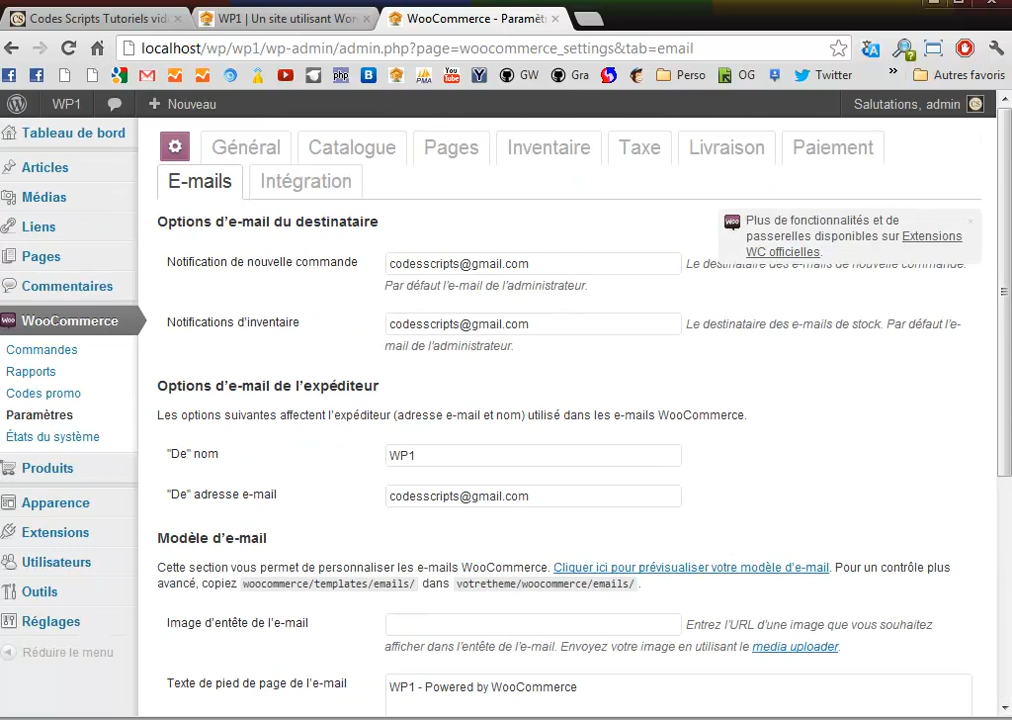 Codes Scripts Tutoriels vid
WP1 | Un site utilisant Wor
WooCommerce - Paramèt
localhost/wp/wp1/wp-admin/admin.php?page=woocommerce_settings&tab=email
GW
Gra
Perso
OG
Twitter
»
Autres favoris
WP1
+ Nouveau
Salutations, admin
Tableau de bord
Articles
Médias
Liens
Pages
Commentaires
WooCommerce
Commandes
Rapports
Codes promo
Paramètres
États du système
Produits
Apparence
Extensions
Utilisateurs
Outils
Réglages
Réduire le menu
Général
Catalogue
Pages
Inventaire
Taxe
Livraison
Paiement
E-mails
Intégration
Plus de fonctionnalités et de
passerelles disponibles sur Extensions
WC officielles.
Options d'e-mail du destinataire
Notification de nouvelle commande
codesscripts@gmail.com
Le destinataire des e-mails de nouvelle commande.
Par défaut l'e-mail de l'administrateur.
Notifications d'inventaire
codesscripts@gmail.com
Le destinataire des e-mails de stock. Par défaut l'e-
mail de l'administrateur.
Options d'e-mail de l'expéditeur
Les options suivantes affectent l'expéditeur (adresse e-mail et nom) utilisé dans les e-mails WooCommerce.
"De" nom
WP1
"De" adresse e-mail
codesscripts@gmail.com
Modèle d'e-mail
Cette section vous permet de personnaliser les e-mails WooCommerce. Cliquer ici pour prévisualiser votre modèle d'e-mail. Pour un contrôle plus
avancé, copiez woocommerce/templates/emails/ dans votretheme/woocommerce/emails/ .
Image d'entête de l'e-mail
Entrez l'URL d'une image que vous souhaitez
afficher dans l'entête de l'e-mail. Envoyez votre image en utilisant le media uploader.
Texte de pied de page de l'e-mail
WP1 - Powered by WooCommerce